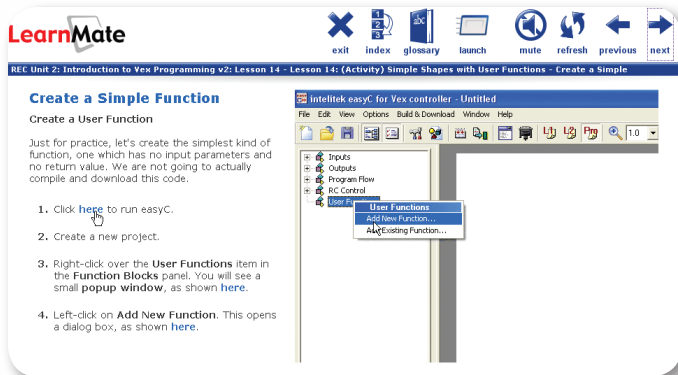 LearnMate
1
2
3
abc
exit index glossary launch mute refresh previous next
REC Unit 2: Introduction to Vex Programming v2: Lesson 14 - Lesson 14: (Activity) Simple Shapes with User Functions - Create a Simple
Create a Simple Function
Create a User Function
Just for practice, let's create the simplest kind of
function, one which has no input parameters and
no return value. We are not going to actually
compile and download this code.
1. Click here to run easyC.
2. Create a new project.
3. Right-click over the User Functions item in
the Function Blocks panel. You will see a
small popup window, as shown here.
4. Left-click on Add New Function. This opens
a dialog box, as shown here.
intelitek easyC for Vex controller - Untitled
File Edit View Options Build & Download Window Help
Prg
1.0
Inputs
Outputs
Program Flow
RC Control
User Functions
Add New Function...
Add Existing Function...